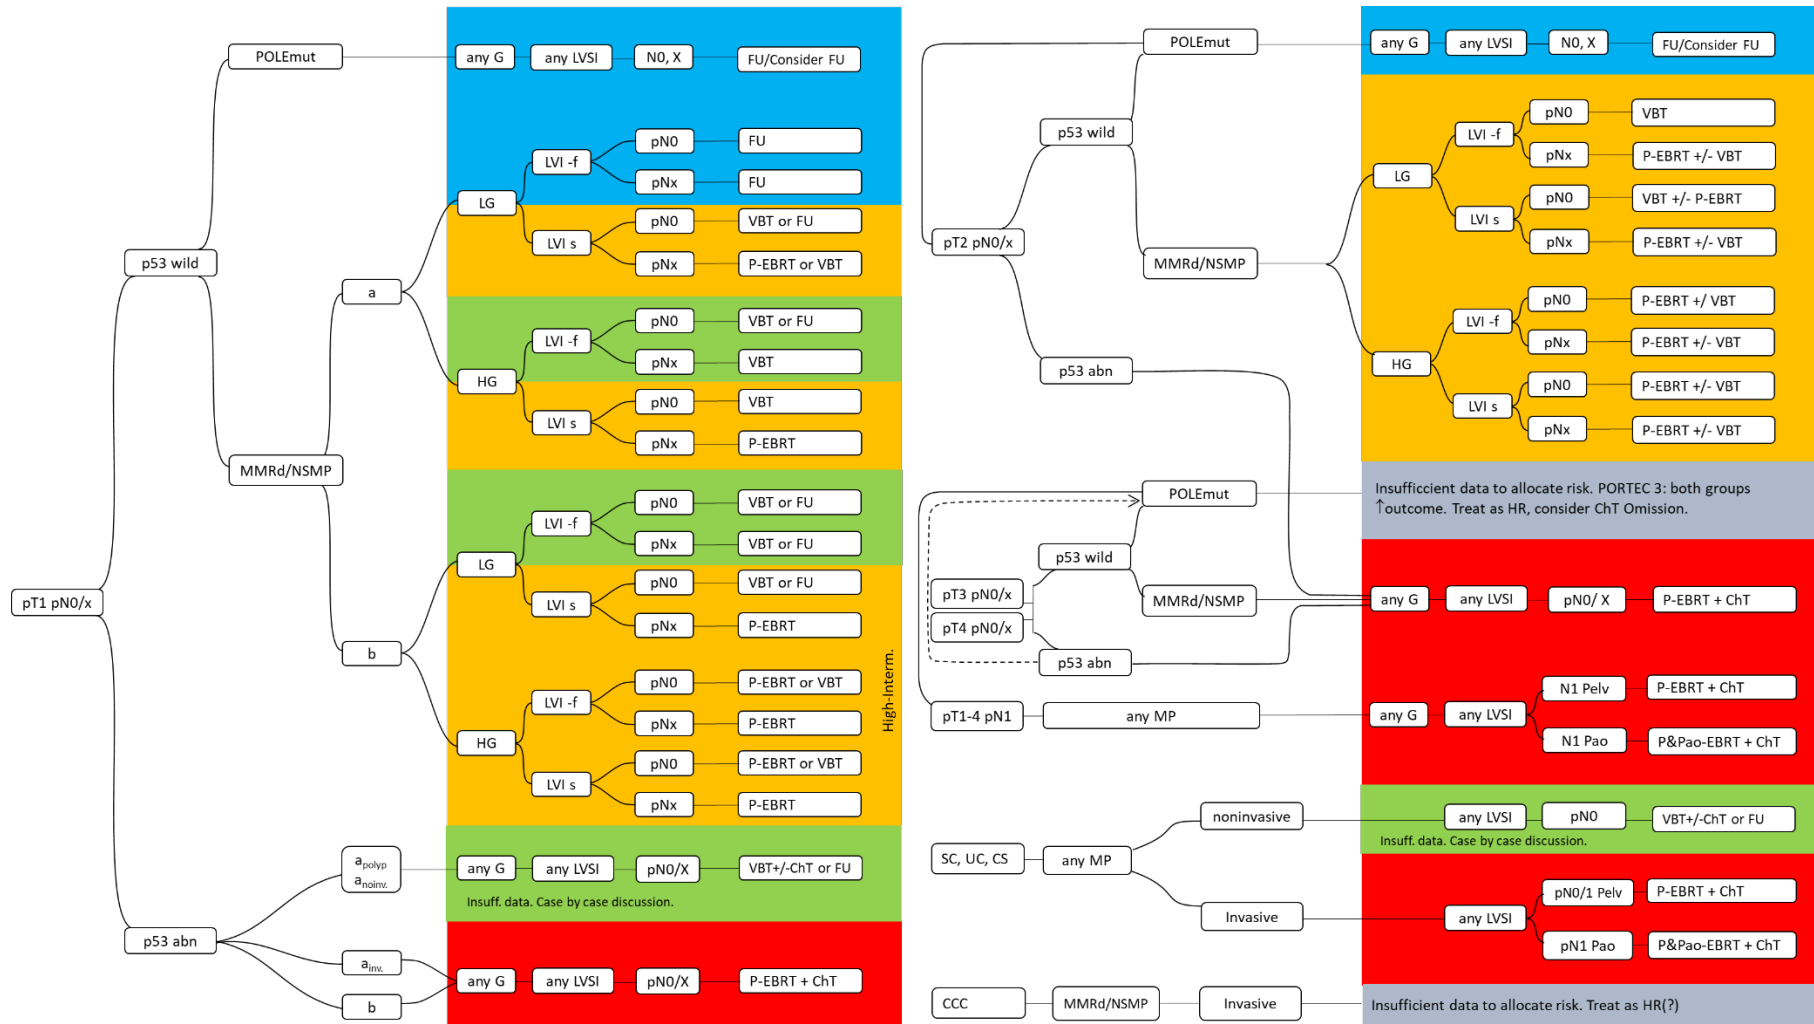 POLEmut
any G
any LVSI
N0, X
FU/Consider FU
LVI -f
pN0
FU
pNx
FU
LG
LVI s
pN0
VBT or FU
pNx
P-EBRT or VBT
p53 wild
a
LVI -f
pN0
VBT or FU
pNx
VBT
HG
LVI s
pN0
VBT
pNx
P-EBRT
MMRd/NSMP
LVI -f
pN0
VBT or FU
pNx
VBT or FU
LG
LVI s
pN0
VBT or FU
pNx
P-EBRT
pT1 pN0/x
b
LVI -f
pN0
P-EBRT or VBT
pNx
P-EBRT
HG
LVI s
pN0
P-EBRT or VBT
pNx
P-EBRT
High-Interm.
apolyp
anoinv.
any G
any LVSI
pN0/X
VBT+/-ChT or FU
Insuff. data. Case by case discussion.
p53 abn
ainv.
b
any G
any LVSI
pN0/X
P-EBRT + ChT
POLEmut
any G
any LVSI
N0, X
FU/Consider FU
p53 wild
LVI -f
pN0
VBT
pNx
P-EBRT +/- VBT
LG
LVI s
pN0
VBT +/- P-EBRT
pNx
P-EBRT +/- VBT
pT2 pN0/x
MMRd/NSMP
LVI -f
pN0
P-EBRT +/ VBT
pNx
P-EBRT +/- VBT
HG
LVI s
pN0
P-EBRT +/- VBT
pNx
P-EBRT +/- VBT
p53 abn
POLEmut
Insufficcient data to allocate risk. PORTEC 3: both groups
↑outcome. Treat as HR, consider ChT Omission.
p53 wild
pT3 pN0/x
pT4 pN0/x
MMRd/NSMP
any G
any LVSI
pN0/ X
P-EBRT + ChT
p53 abn
pT1-4 pN1
any MP
any G
any LVSI
N1 Pelv
P-EBRT + ChT
N1 Pao
P&Pao-EBRT + ChT
SC, UC, CS
any MP
noninvasive
any LVSI
pN0
VBT+/-ChT or FU
Insuff. data. Case by case discussion.
Invasive
any LVSI
pN0/1 Pelv
P-EBRT + ChT
pN1 Pao
P&Pao-EBRT + ChT
CCC
MMRd/NSMP
Invasive
Insufficient data to allocate risk. Treat as HR(?)